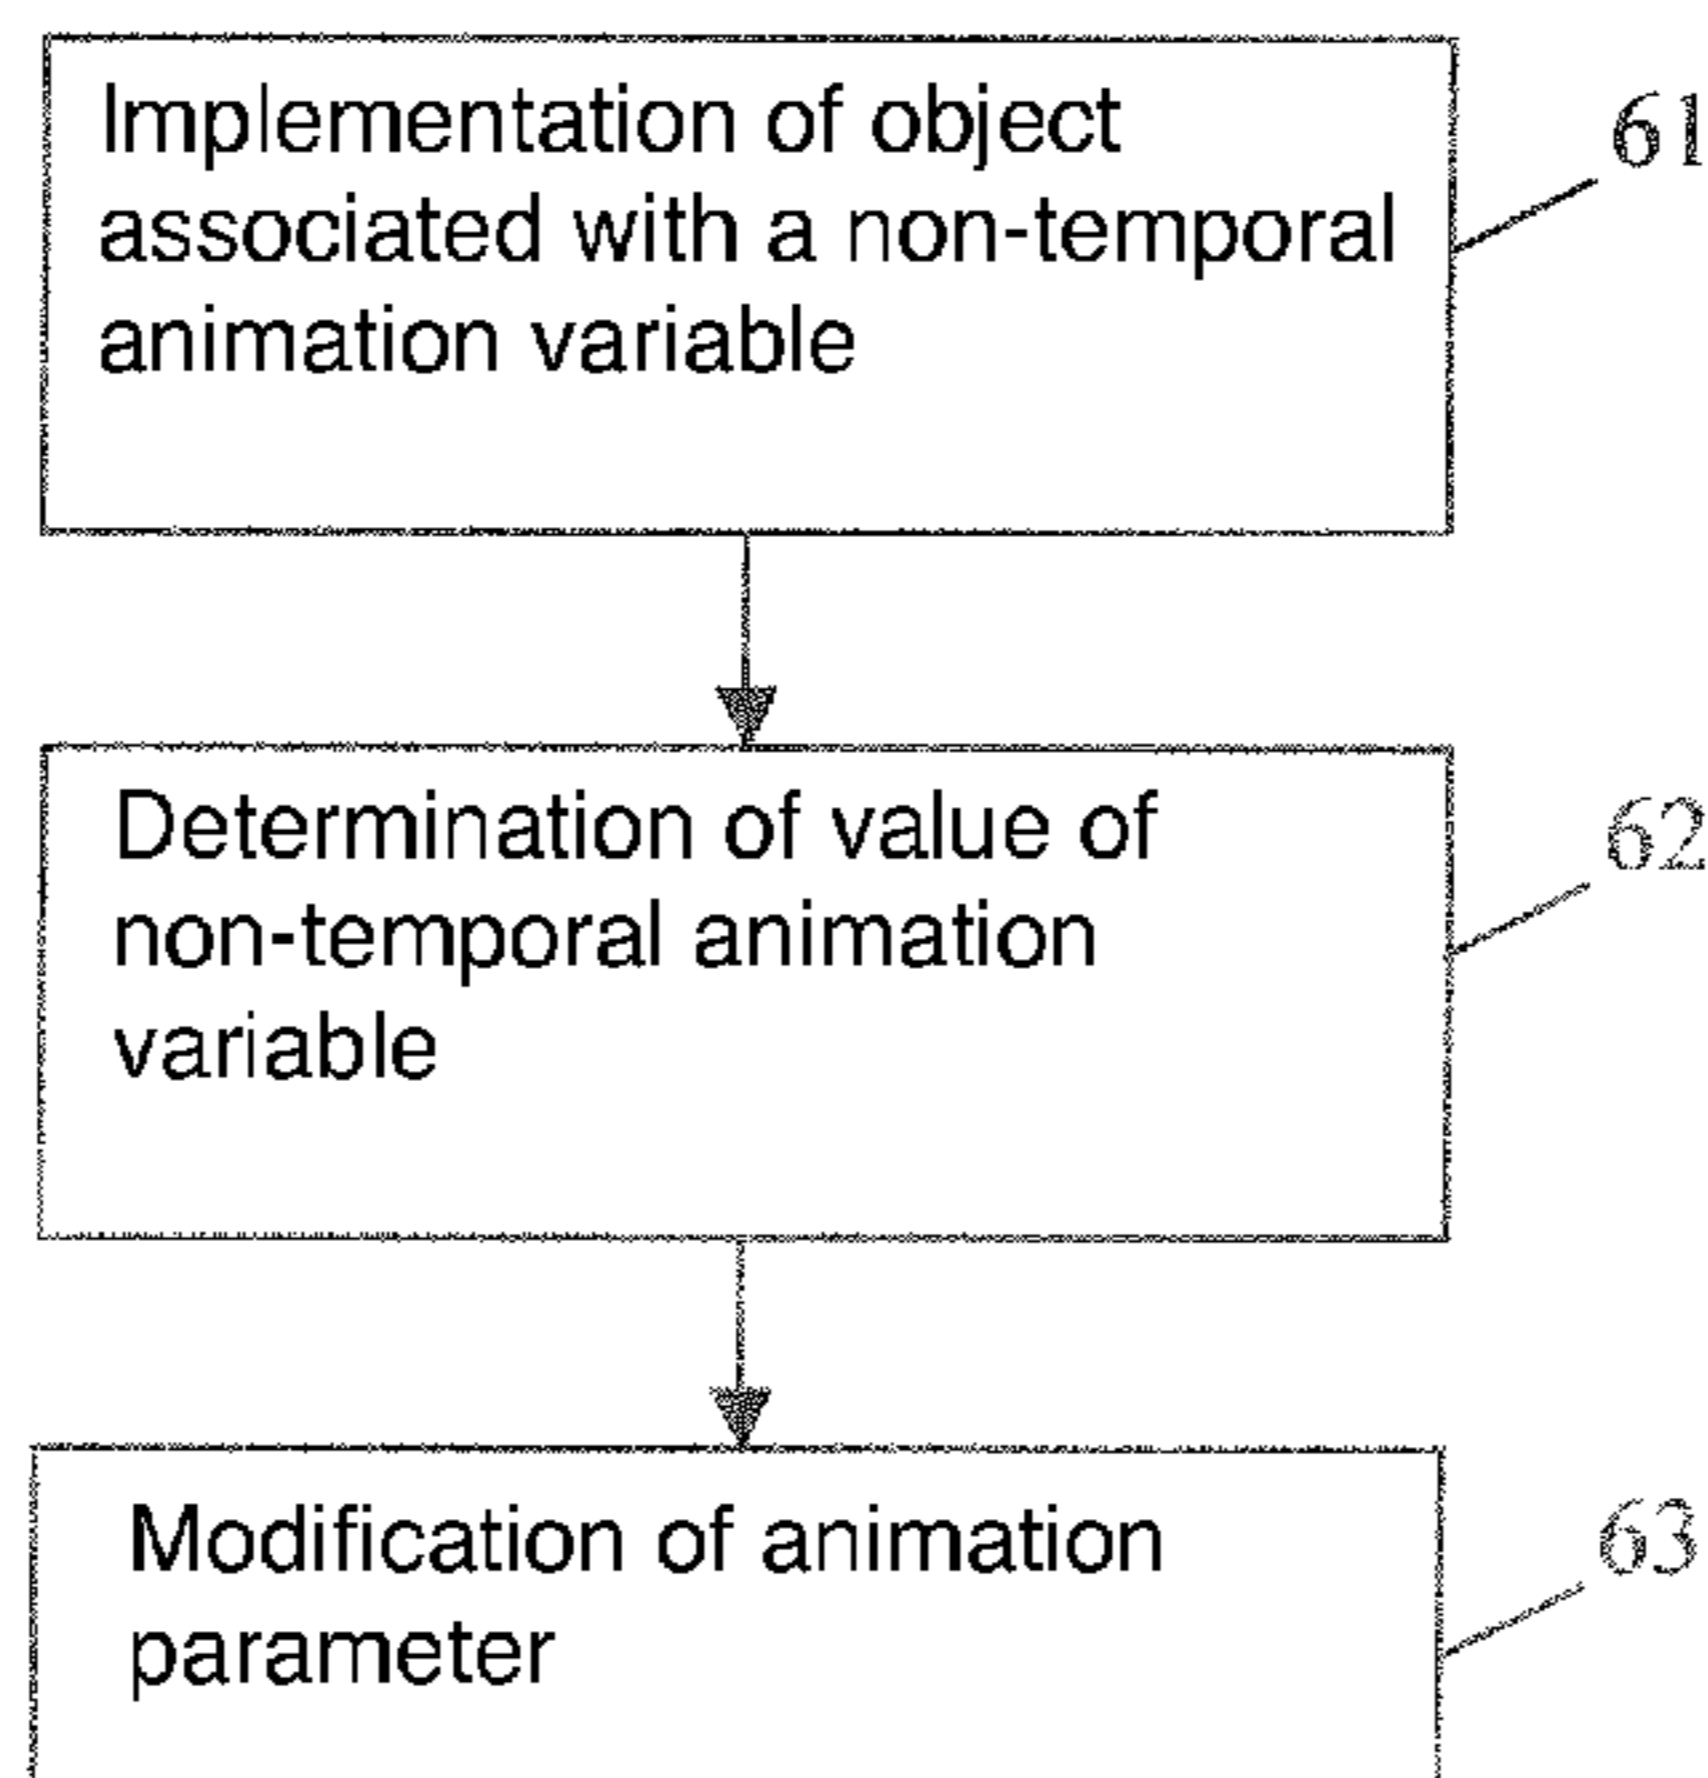 Implementation of object
associated with a non-temporal
animation variable
61
Determination of value of
non-temporal animation
variable
62
Modification of animation
parameter
63